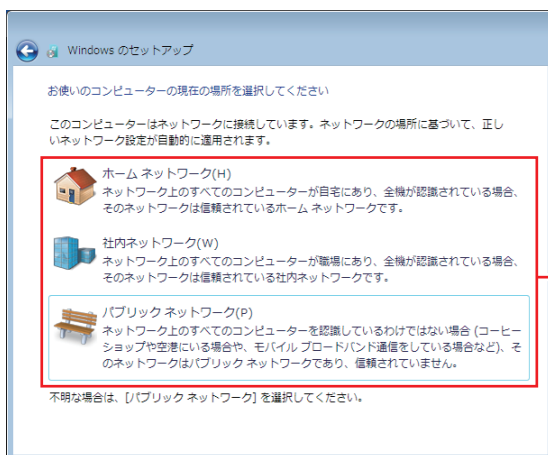 Windows のセットアップ
お使いのコンピューターの現在の場所を選択してください
このコンピューターはネットワークに接続しています。ネットワークの場所に基づいて、正し
いネットワーク設定が自動的に適用されます。
ホーム ネットワーク(H)
ネットワーク上のすべてのコンピューターが自宅にあり、全機が認識されている場合、
そのネットワークは信頼されているホーム ネットワークです。
社内ネットワーク(W)
ネットワーク上のすべてのコンピューターが職場にあり、全機が認識されている場合、
そのネットワークは信頼されている社内ネットワークです。
パブリック ネットワーク(P)
ネットワーク上のすべてのコンピューターを認識しているわけではない場合 (コーヒー
ショップや空港にいる場合や、モバイル ブロードバンド通信をしている場合など)、そ
のネットワークはパブリック ネットワークであり、信頼されていません。
不明な場合は、[パブリック ネットワーク] を選択してください。